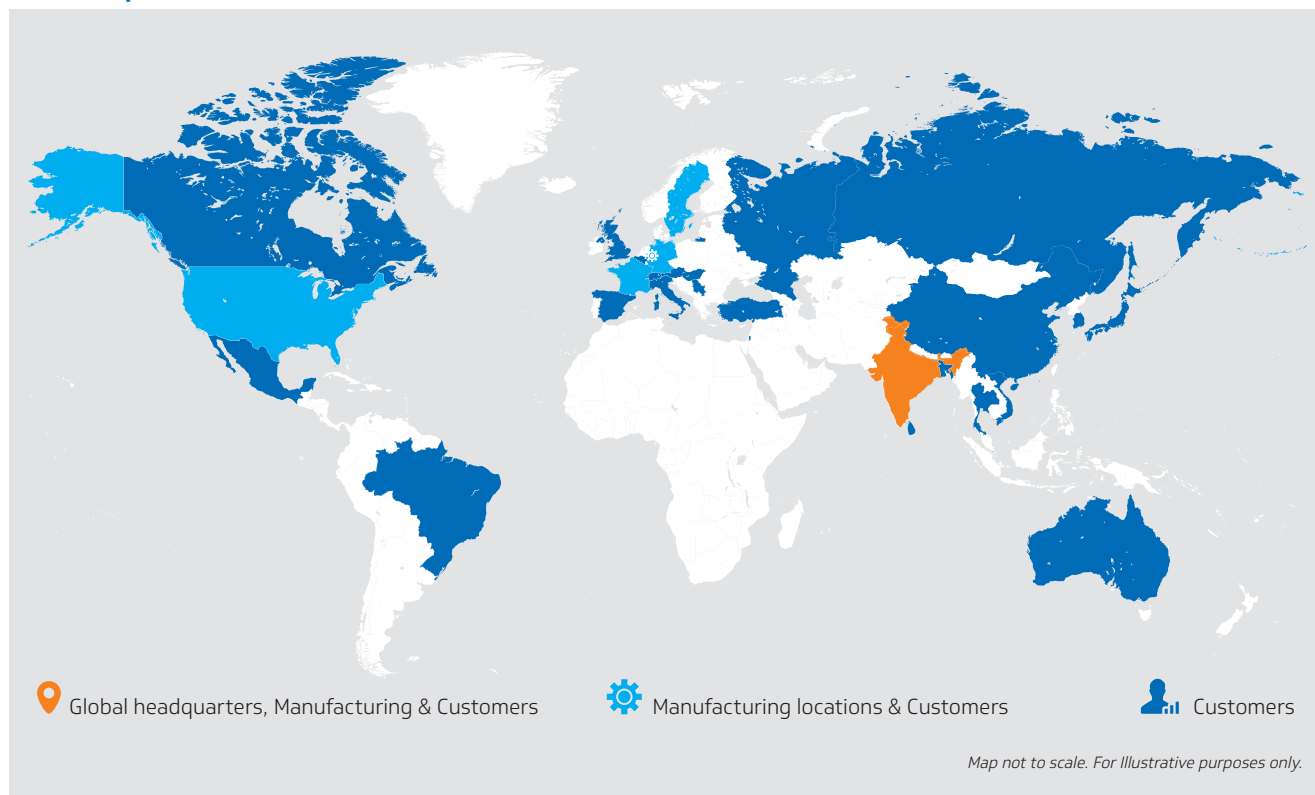 Global headquarters, Manufacturing & Customers
Manufacturing locations & Customers
Customers
Map not to scale. For Illustrative purposes only.